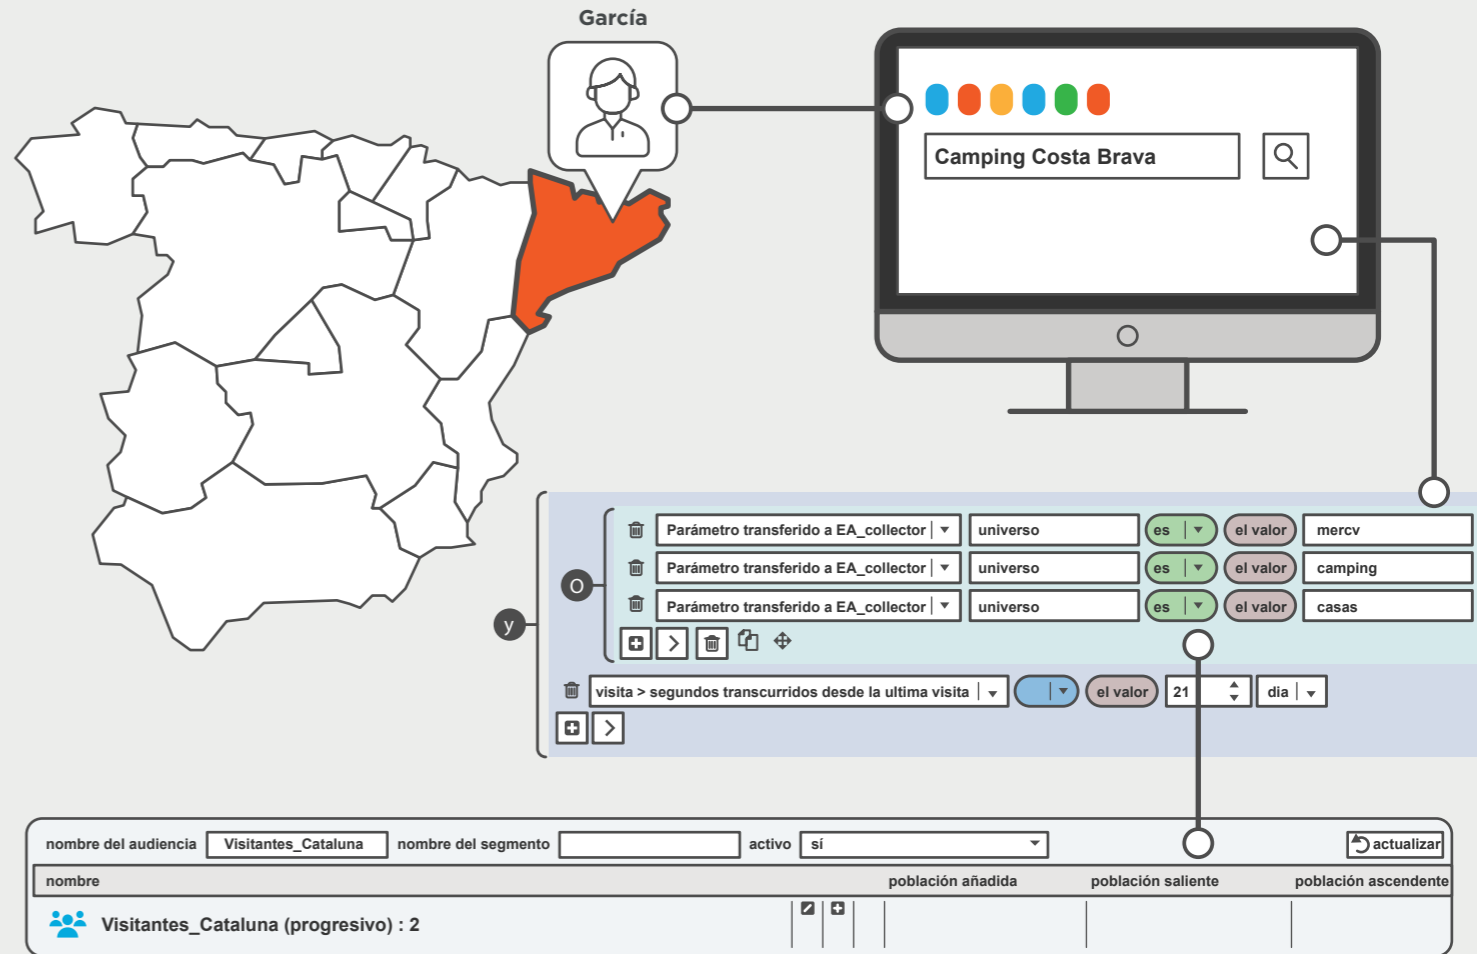 García
Camping Costa Brava
Parámetro transferido a EA_collector universo es el valor mercv
O Parámetro transferido a EA_collector universo es el valor camping
Parámetro transferido a EA_collector universo es el valor casas
y
visita > segundos transcurridos desde la ultima visita el valor 21 dia
nombre del audiencia Visitantes_Cataluna nombre del segmento activo sí actualizar
nombre población añadida población saliente población ascendente
Visitantes_Cataluna (progresivo) : 2